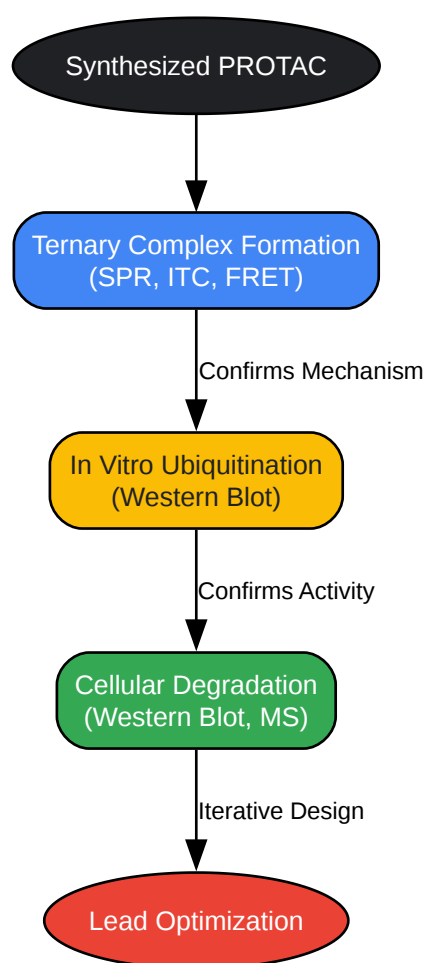 Synthesized PROTAC
Ternary Complex Formation
(SPR, ITC, FRET)
Confirms Mechanism
In Vitro Ubiquitination
(Western Blot)
Confirms Activity
Cellular Degradation
(Western Blot, MS)
Iterative Design
Lead Optimization